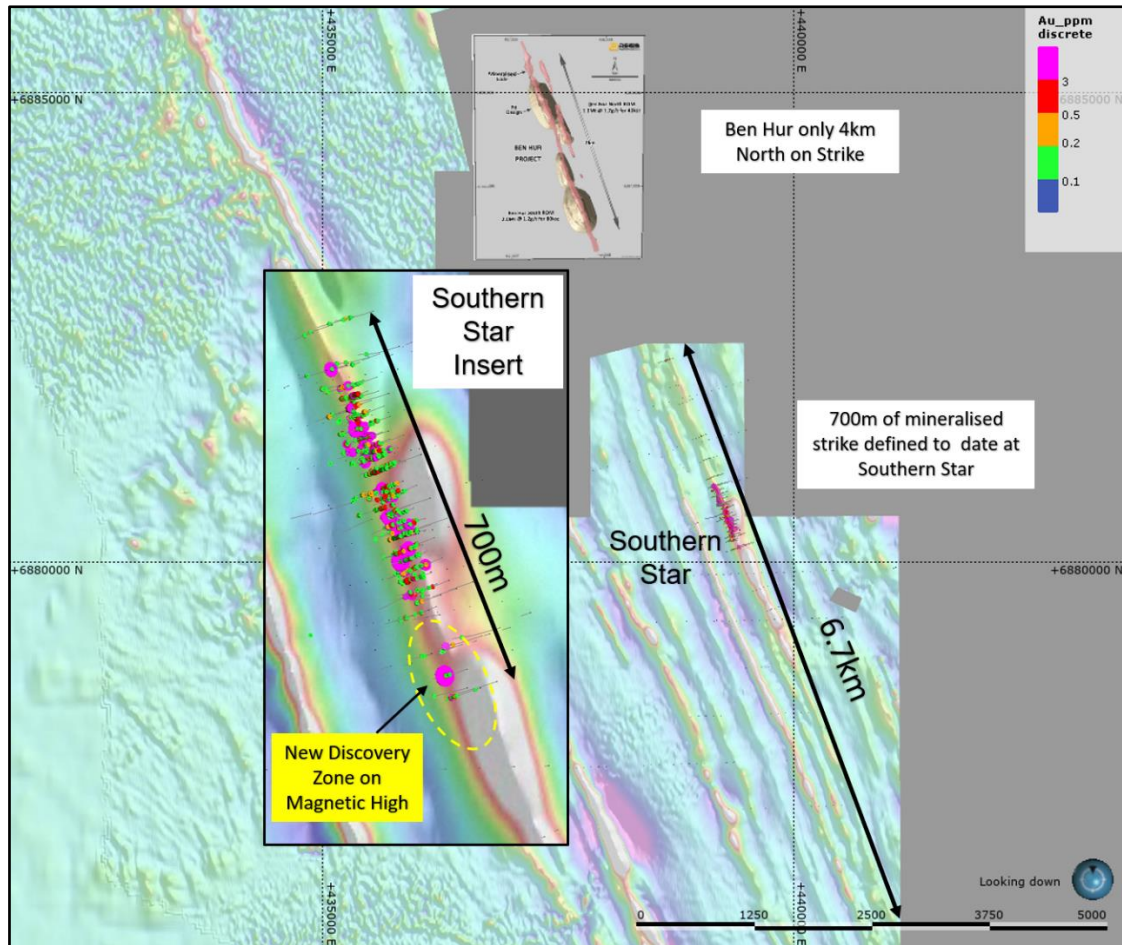 +435000 E
+440000 E
Au_ppm
discrete
3
0.5
0.2
0.1
+6885000 N
+6885000 N
Ben Hur only 4km
North on Strike
BEN HUR
PROJECT
Southern
Star
Insert
700m
700m of mineralised
strike defined to date at
Southern Star
Southern
Star
+6880000 N
+6880000 N
6.7km
New Discovery
Zone on
Magnetic High
Looking down
+435000 E
+440000 E
0
1250
2500
3750
5000